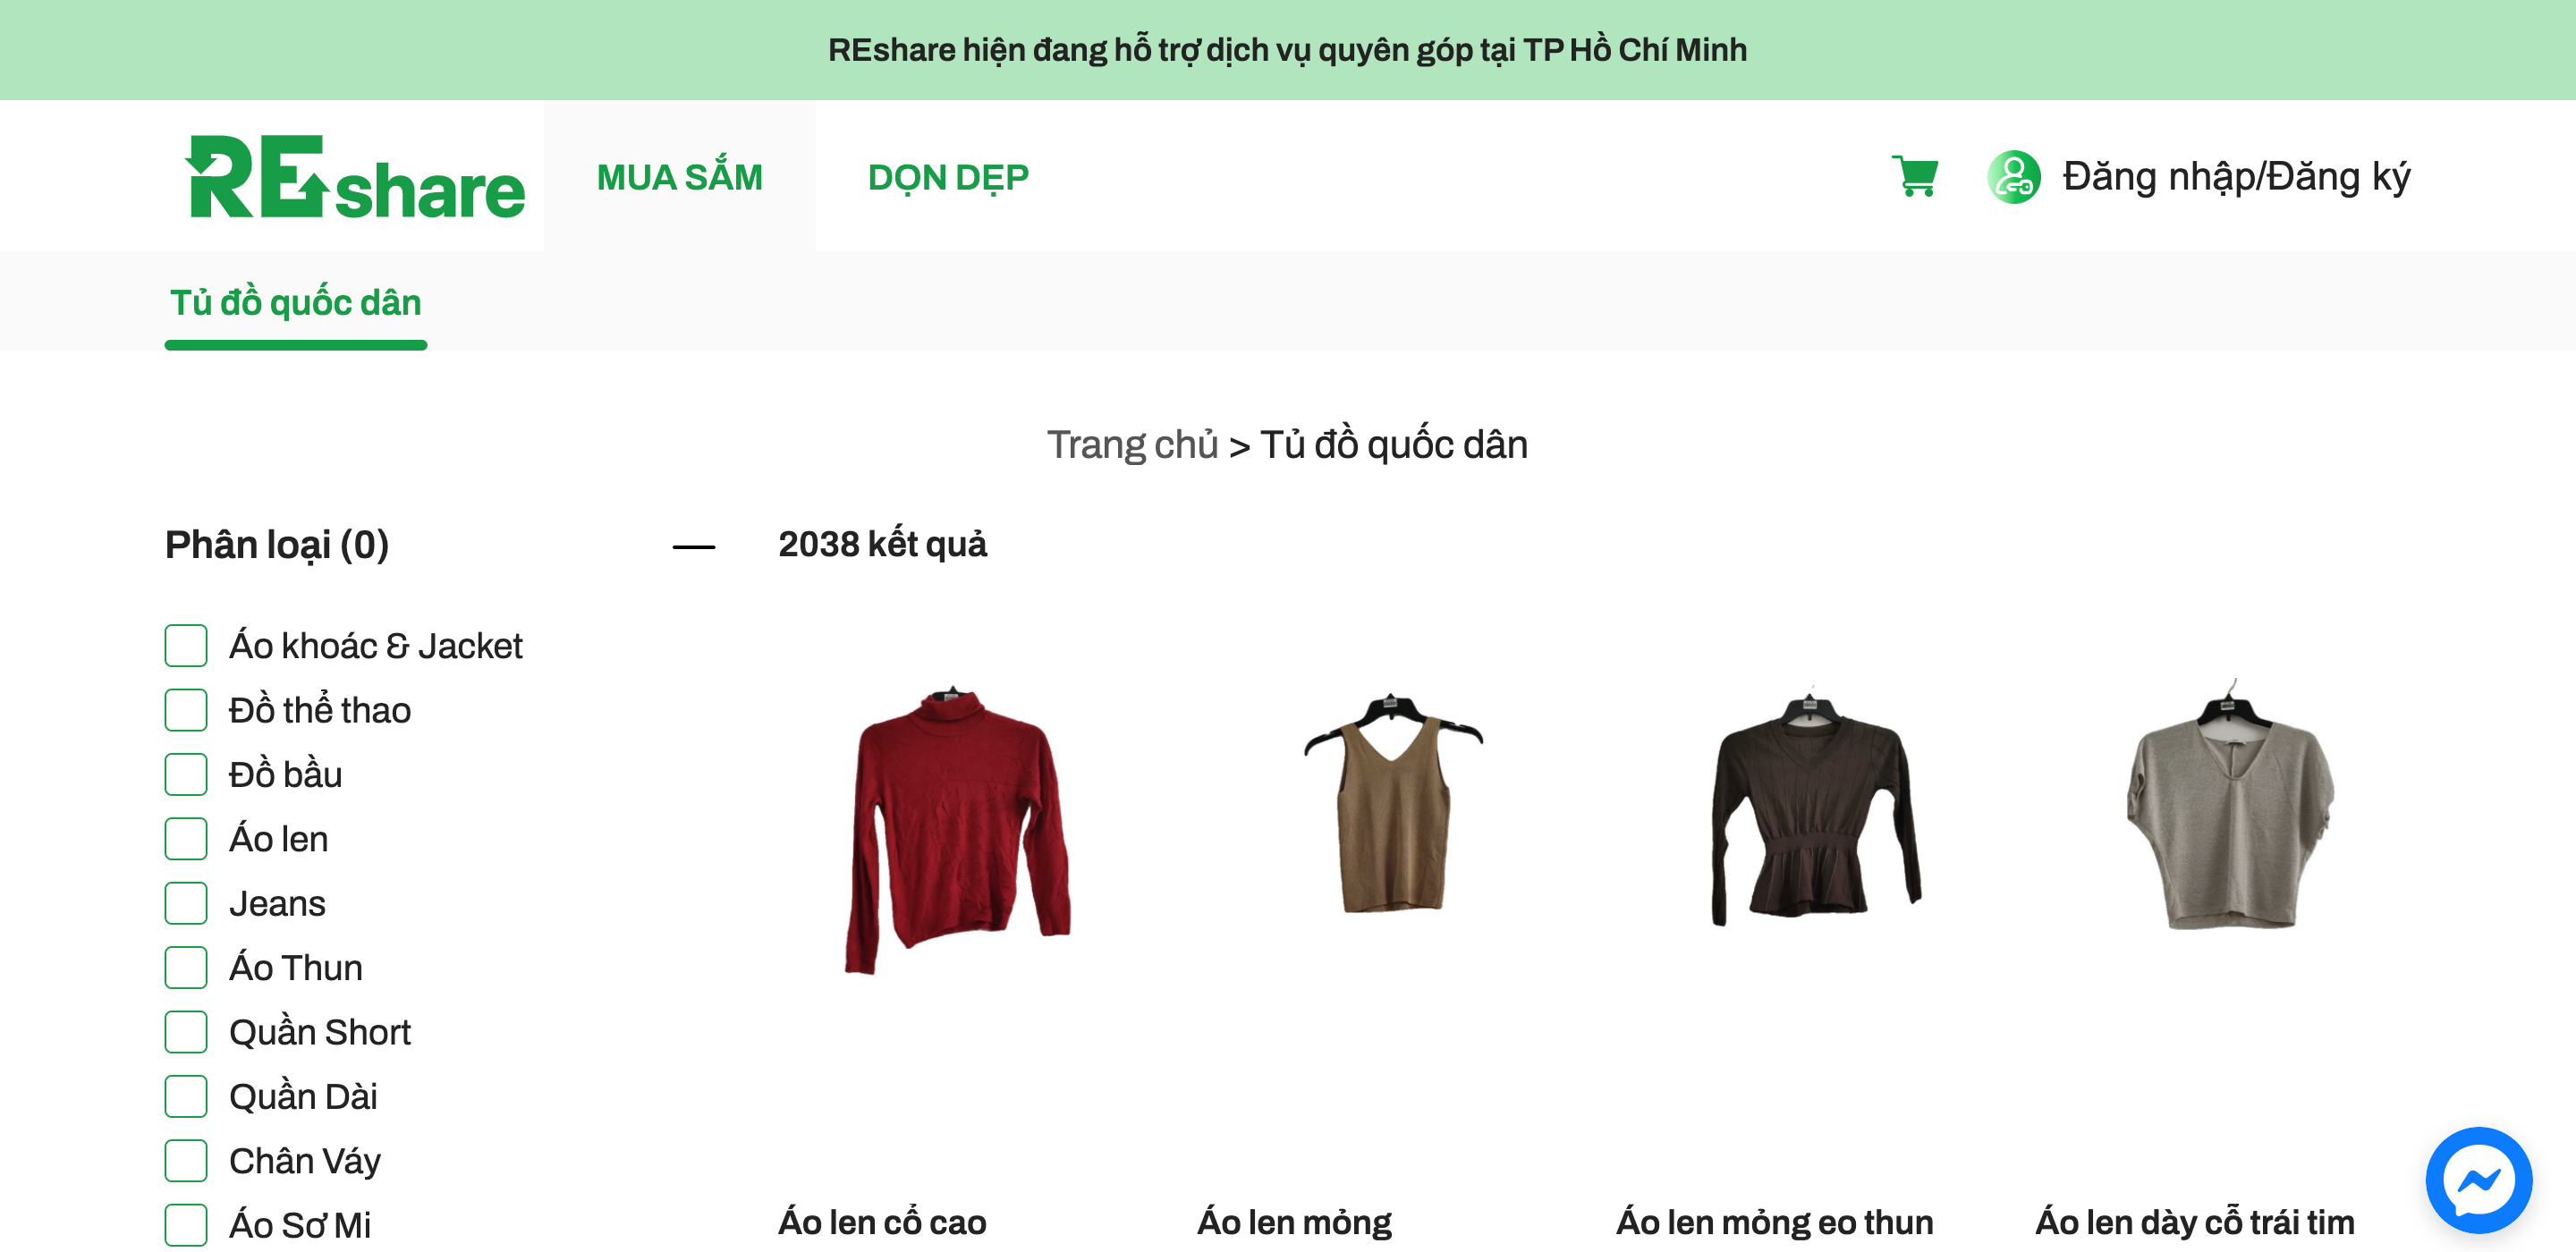 REshare hiện đang hỗ trợ dịch vụ quyên góp tại TP Hồ Chí Minh
REshare
MUA SẮM
DỌN DẸP
Đăng nhập/Đăng ký
Tủ đồ quốc dân
Trang chủ > Tủ đồ quốc dân
Phân loại (0)
2038 kết quả
Áo khoác & Jacket
Đồ thể thao
Đồ bầu
Áo len
Jeans
Áo Thun
Quần Short
Quần Dài
Chân Váy
Áo Sơ Mi
Áo len cổ cao
Áo len mỏng
Áo len mỏng eo thun
Áo len dày cỗ trái tim